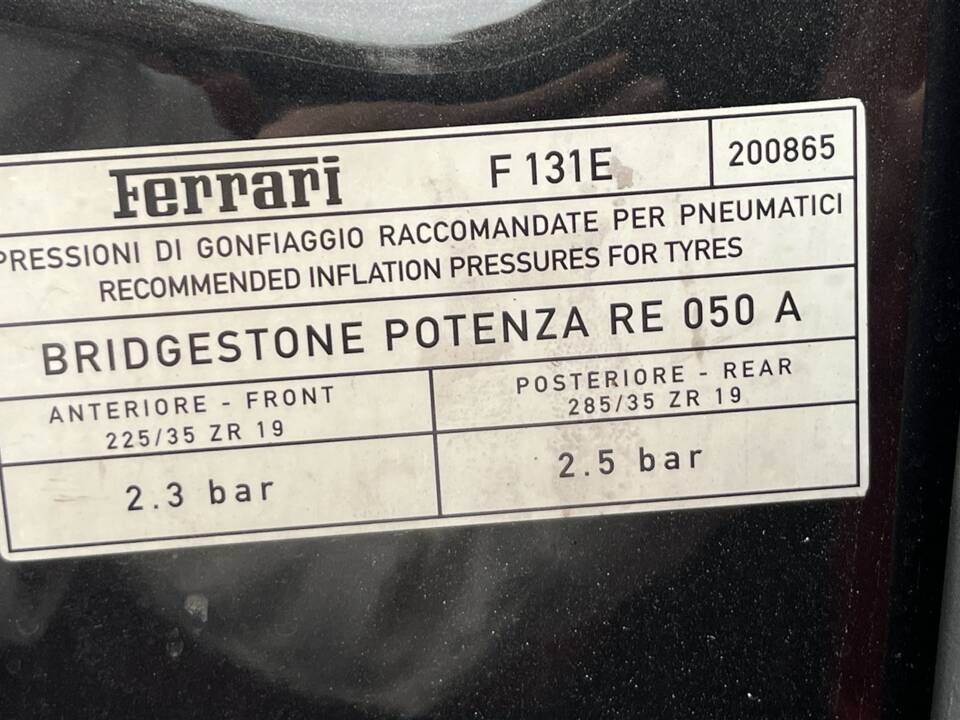 Ferrari F 131E 200865
PRESSIONI DI GONFIAGGIO RACCOMANDATE PER PNEUMATICI
RECOMMENDED INFLATION PRESSURES FOR TYRES
BRIDGESTONE POTENZA RE 050 A
ANTERIORE - FRONT
225/35 ZR 19
POSTERIORE - REAR
285/35 ZR 19
2.3 bar
2.5 bar